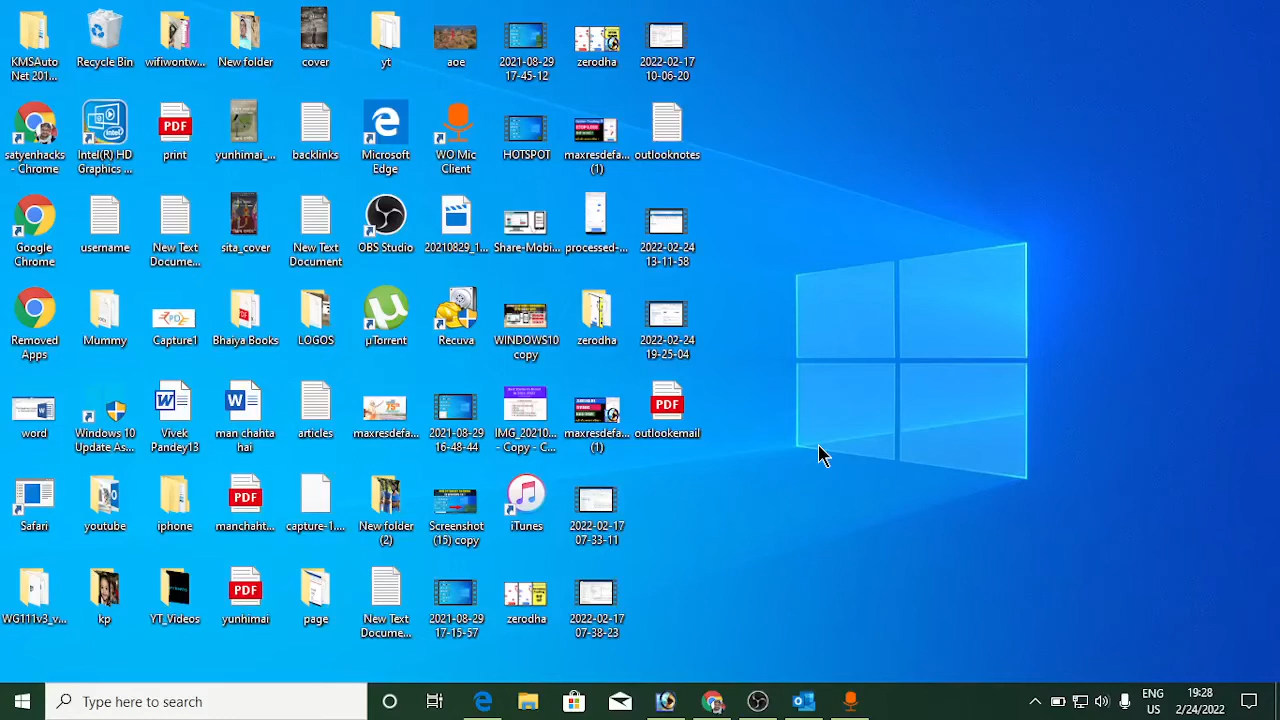 KMSAuto
Net 201...
Recycle Bin
wifiwontw...
New folder
cover
yt
aoe
2021-08-29
17-45-12
zerodha
2022-02-17
10-06-20
satyenhacks
- Chrome
Intel(R) HD
Graphics ...
print
yunhimai_...
backlinks
Microsoft
Edge
WO Mic
Client
HOTSPOT
maxresdefa...
(1)
outlooknotes
Google
Chrome
username
New Text
Docume...
sita_cover
New Text
Document
OBS Studio
20210829_1...
Share-Mobi...
processed-...
2022-02-24
13-11-58
Removed
Apps
Mummy
Capture1
Bhaiya Books
LOGOS
µTorrent
Recuva
WINDOWS10
copy
zerodha
2022-02-24
19-25-04
word
Windows 10
Update As...
Vivek
Pandey13
man chahta
hai
articles
maxresdefa...
2021-08-29
16-48-44
IMG_20210...
- Copy - C...
maxresdefa...
(1)
outlookemail
Safari
youtube
iphone
manchaht...
capture-1....
New folder
(2)
Screenshot
(15) copy
iTunes
2022-02-17
07-33-11
WG111v3_v...
kp
YT_Videos
yunhimai
page
New Text
Docume...
2021-08-29
17-15-57
zerodha
2022-02-17
07-38-23
PDF
intel
PDF
PDF
PDF
PDF
Type here to search
ENG
US
19:28
2/24/2022